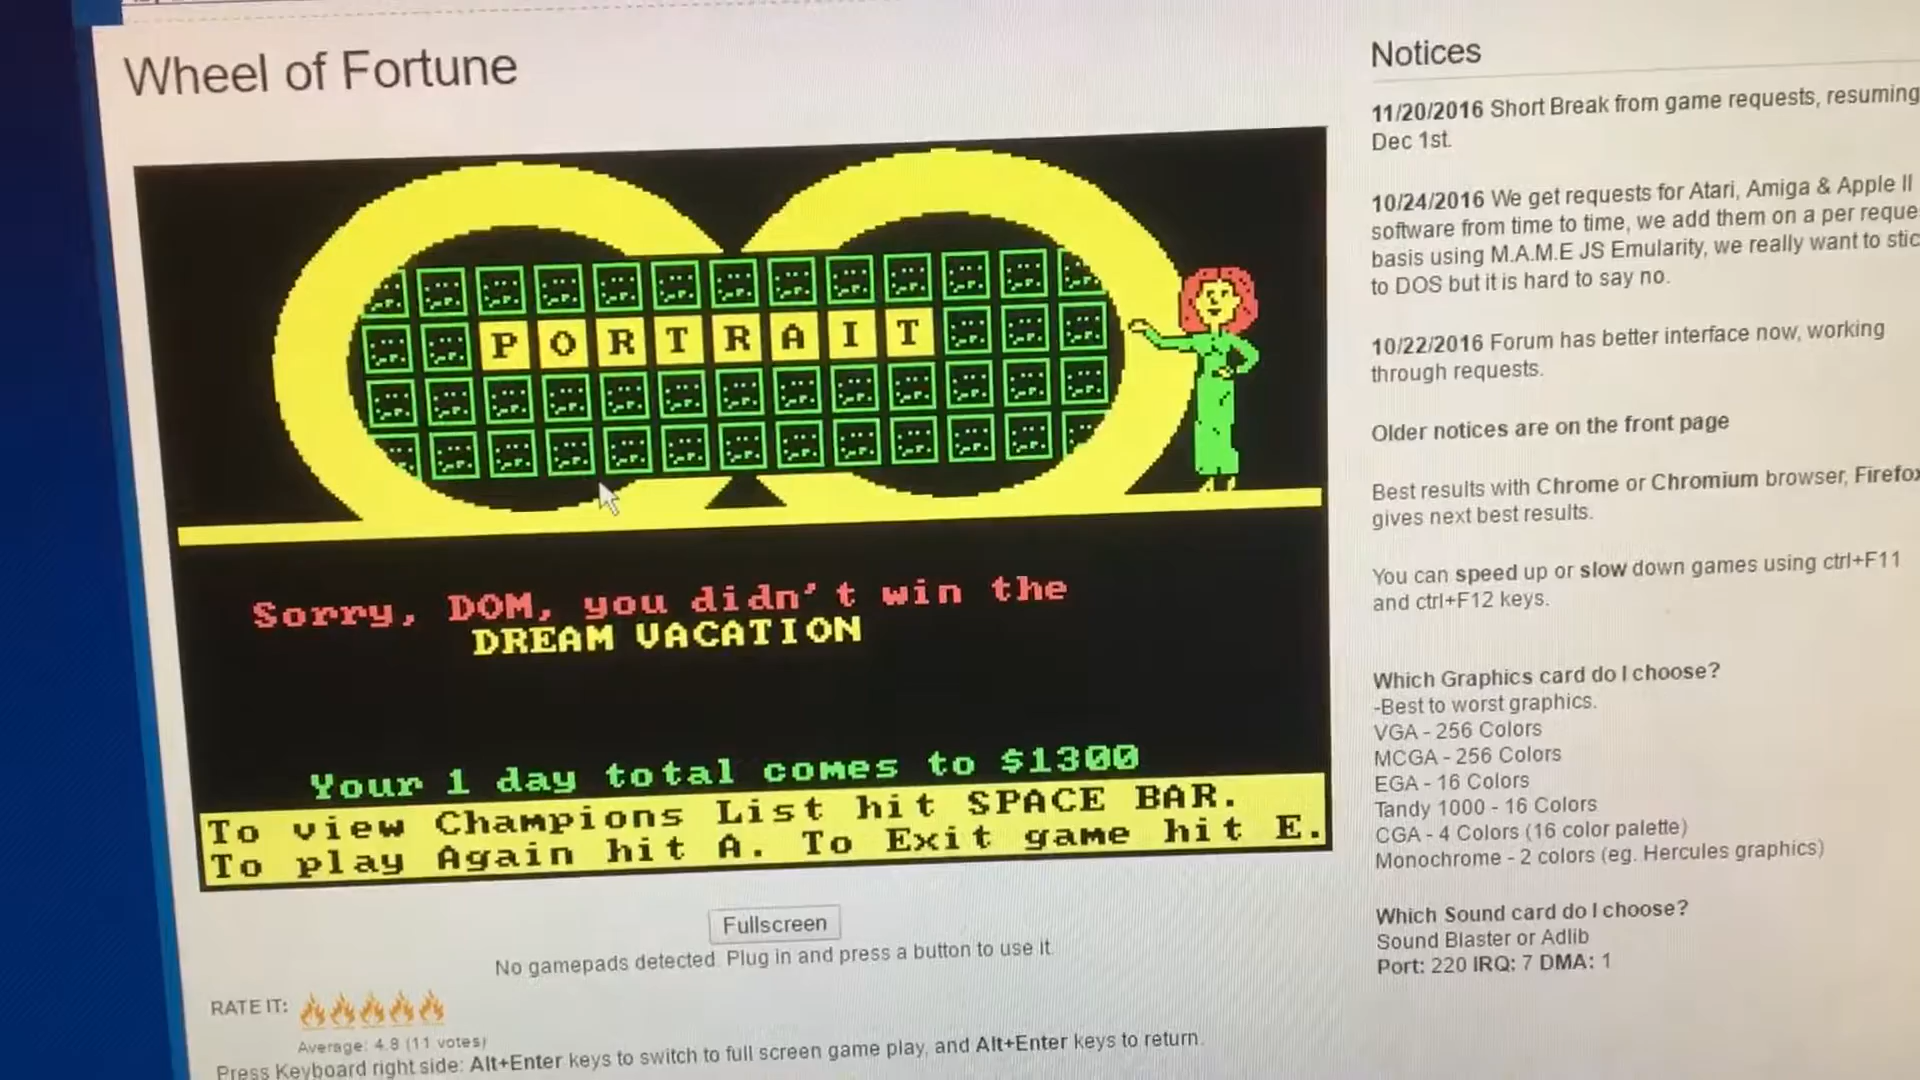 Wheel of Fortune
PORTRAIT
Sorry, DOM, you didn't win the
DREAM VACATION
Your 1 day total comes to $1300
To view Champions List hit SPACE BAR.
To play Again hit A. To Exit game hit E.
Fullscreen
No gamepads detected. Plug in and press a button to use it.
RATE IT:
Average: 4.8 (11 votes)
Press Keyboard right side: Alt+Enter keys to switch to full screen game play, and Alt+Enter keys to return.
Notices
11/20/2016 Short Break from game requests, resuming
Dec 1st.
10/24/2016 We get requests for Atari, Amiga & Apple II
software from time to time, we add them on a per reque
basis using M.A.M.E JS Emularity, we really want to stic
to DOS but it is hard to say no.
10/22/2016 Forum has better interface now, working
through requests.
Older notices are on the front page
Best results with Chrome or Chromium browser, Firefox
gives next best results.
You can speed up or slow down games using ctrl+F11
and ctrl+F12 keys.
Which Graphics card do I choose?
-Best to worst graphics.
VGA - 256 Colors
MCGA - 256 Colors
EGA - 16 Colors
Tandy 1000 - 16 Colors
CGA - 4 Colors (16 color palette)
Monochrome - 2 colors (eg. Hercules graphics)
Which Sound card do I choose?
Sound Blaster or Adlib
Port: 220 IRQ: 7 DMA: 1